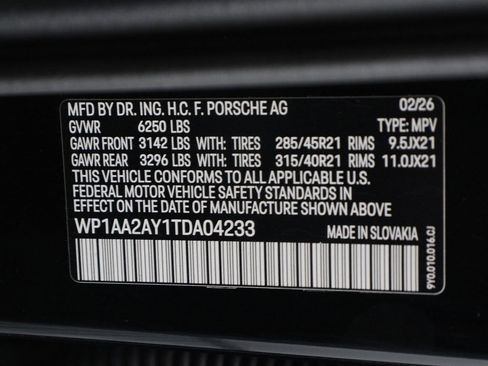 MFD BY DR. ING. H.C. F. PORSCHE AG 02/26
GVWR 6250 LBS TYPE: MPV
GAWR FRONT 3142 LBS WITH: TIRES 285/45R21 RIMS 9.5JX21
GAWR REAR 3296 LBS WITH: TIRES 315/40R21 RIMS 11.0JX21
THIS VEHICLE CONFORMS TO ALL APPLICABLE U.S.
FEDERAL MOTOR VEHICLE SAFETY STANDARDS IN
EFFECT ON THE DATE OF MANUFACTURE SHOWN ABOVE
WP1AA2AY1TDA04233 MADE IN SLOVAKIA
9Y0.010.016.CJ